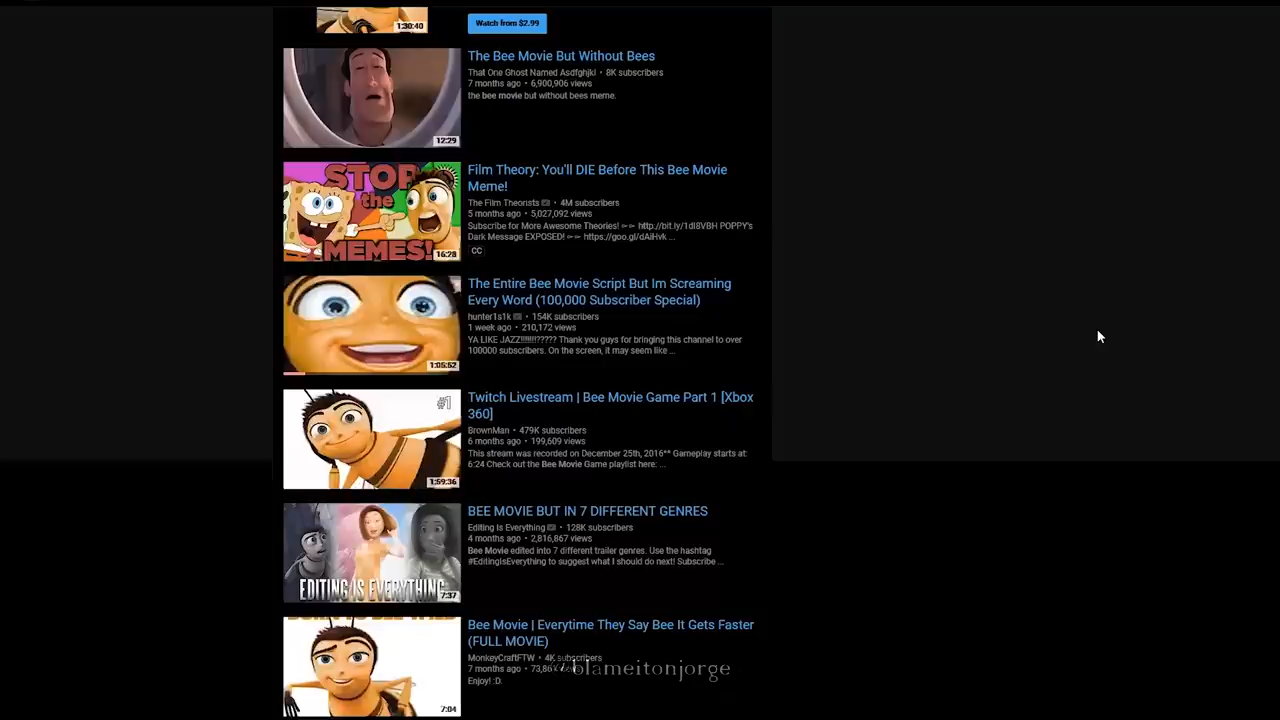 1:30:40
Watch from $2.99
12:29
The Bee Movie But Without Bees
That One Ghost Named Asdfghjkl • 8K subscribers
7 months ago • 6,900,906 views
the bee movie but without bees meme.
STOP
the
MEMES!
16:28
Film Theory: You'll DIE Before This Bee Movie
Meme!
The Film Theorists • 4M subscribers
5 months ago • 5,027,092 views
Subscribe for More Awesome Theories! ►► http://bit.ly/1dI8VBH POPPY's
Dark Message EXPOSED! ►► https://goo.gl/dAiHvk ...
CC
1:05:52
The Entire Bee Movie Script But Im Screaming
Every Word (100,000 Subscriber Special)
hunter1s1k • 154K subscribers
1 week ago • 210,172 views
YA LIKE JAZZ!!!!!!!????? Thank you guys for bringing this channel to over
100000 subscribers. On the screen, it may seem like ...
#1
1:59:36
Twitch Livestream | Bee Movie Game Part 1 [Xbox
360]
BrownMan • 479K subscribers
6 months ago • 199,609 views
This stream was recorded on December 25th, 2016** Gameplay starts at:
6:24 Check out the Bee Movie Game playlist here: ...
EDITING IS EVERYTHING
7:37
BEE MOVIE BUT IN 7 DIFFERENT GENRES
Editing Is Everything • 128K subscribers
4 months ago • 2,816,867 views
Bee Movie edited into 7 different trailer genres. Use the hashtag
#EditingIsEverything to suggest what I should do next! Subscribe ...
7:04
Bee Movie | Everytime They Say Bee It Gets Faster
(FULL MOVIE)
MonkeyCraftFTW • 4K subscribers
7 months ago
Enjoy! :D
@blameitonjorge